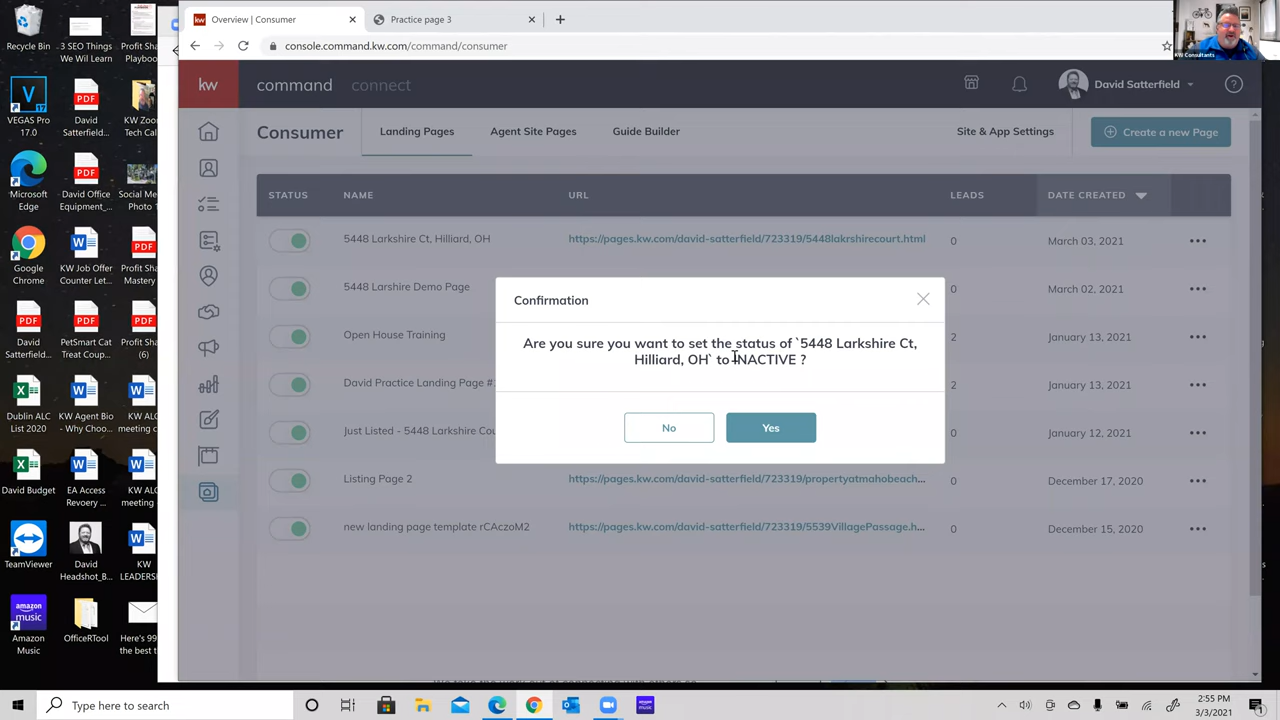 Recycle Bin
3 SEO Things We Wil Learn
Profit Shar Playbook
VEGAS Pro 17.0
David Satterfield...
KW Zoom Tech Cal
Microsoft Edge
David Office Equipment_...
Social Me Photo
Google Chrome
KW Job Offer Counter Let...
Profit Sha Mastery
David Satterfield...
PetSmart Cat Treat Coup...
Profit Sha (6)
Dublin ALC List 2020
KW Agent Bio - Why Choo...
KW ALC meeting
David Budget
EA Access Revoery ...
KW ALC meeting
TeamViewer
David Headshot_B...
KW LEADERS
Amazon Music
OfficeRTool
Here's 99 the best t
Overview | Consumer
Practice page 3
console.command.kw.com/command/consumer
KW Consultants
kw
command
connect
David Satterfield
Consumer
Landing Pages
Agent Site Pages
Guide Builder
Site & App Settings
Create a new Page
STATUS
NAME
URL
LEADS
DATE CREATED
5448 Larkshire Ct, Hilliard, OH
https://pages.kw.com/david-satterfield/723319/5448lakrshirecourt.html
0
March 03, 2021
5448 Larshire Demo Page
0
March 02, 2021
Open House Training
2
January 13, 2021
David Practice Landing Page #
2
January 13, 2021
Just Listed - 5448 Larkshire Cou
0
January 12, 2021
Listing Page 2
https://pages.kw.com/david-satterfield/723319/propertyatmahobeach...
0
December 17, 2020
new landing page template rCAczoM2
https://pages.kw.com/david-satterfield/723319/5539VillagePassage.h...
0
December 15, 2020
Confirmation
Are you sure you want to set the status of `5448 Larkshire Ct,
Hilliard, OH` to INACTIVE ?
No
Yes
Type here to search
2:55 PM
3/3/2021